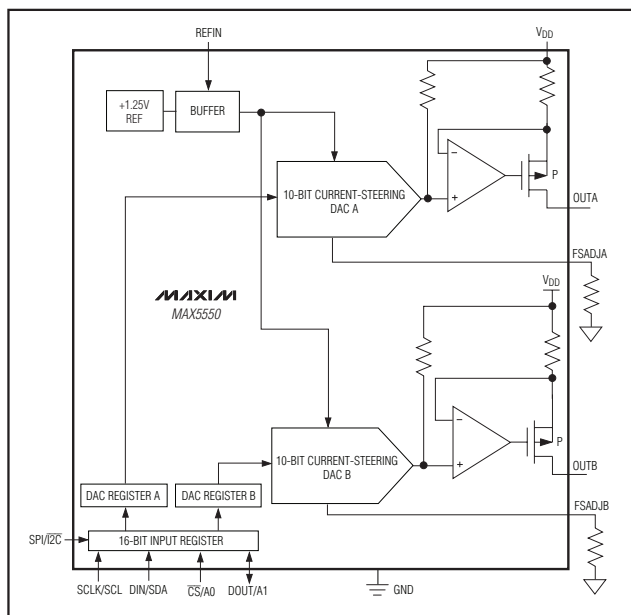 REFIN
VDD
+1.25V
REF
BUFFER
10-BIT CURRENT-STEERING
DAC A
−
+
P
OUTA
FSADJA
MAXIM
MAX5550
VDD
10-BIT CURRENT-STEERING
DAC B
−
+
P
OUTB
FSADJB
DAC REGISTER A
DAC REGISTER B
SPI/I2C
16-BIT INPUT REGISTER
SCLK/SCL
DIN/SDA
CS/A0
DOUT/A1
GND